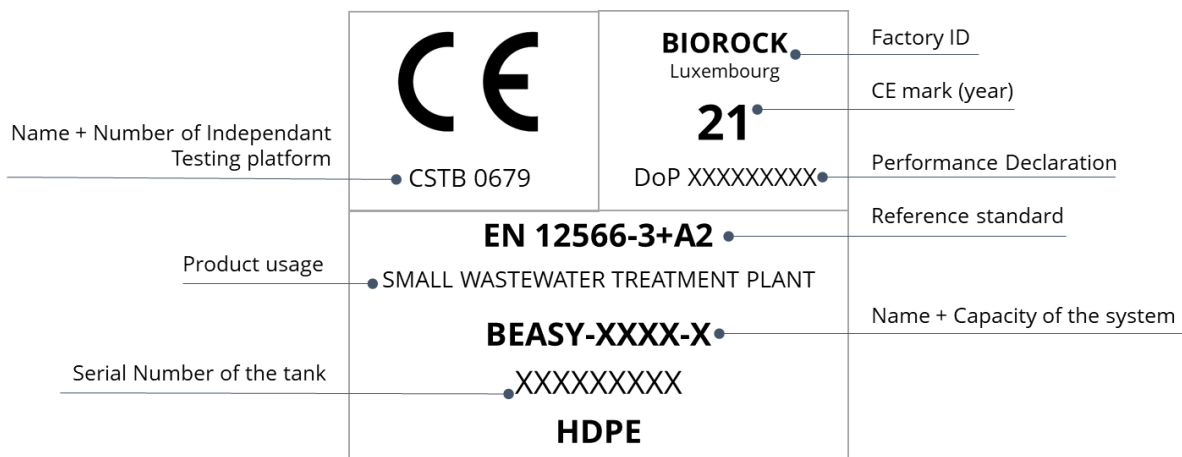 CE
BIOROCK
Luxembourg
21
CSTB 0679
DoP XXXXXXXXX
EN 12566-3+A2
SMALL WASTEWATER TREATMENT PLANT
BEASY-XXXX-X
XXXXXXXXX
HDPE
Name + Number of Independant
Testing platform
Product usage
Serial Number of the tank
Factory ID
CE mark (year)
Performance Declaration
Reference standard
Name + Capacity of the system